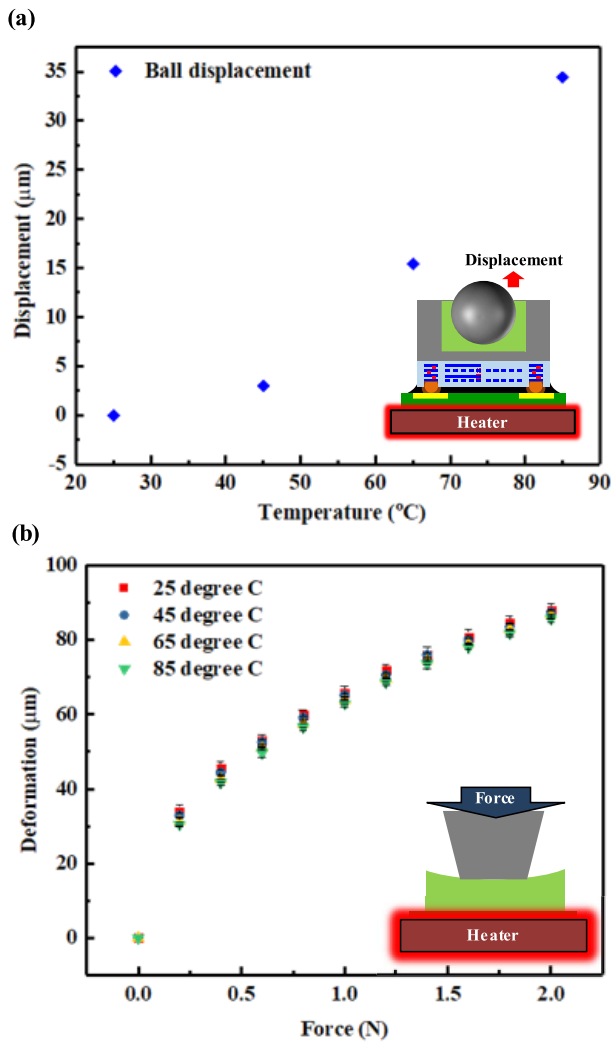 (a)
Ball displacement
35
30
25
20
15
10
5
0
-5
Displacement (μm)
Displacement
Heater
20 30 40 50 60 70 80 90
Temperature (ºC)
(b)
100
80
60
40
20
0
Deformation (μm)
25 degree C
45 degree C
65 degree C
85 degree C
Force
Heater
0.0 0.5 1.0 1.5 2.0
Force (N)